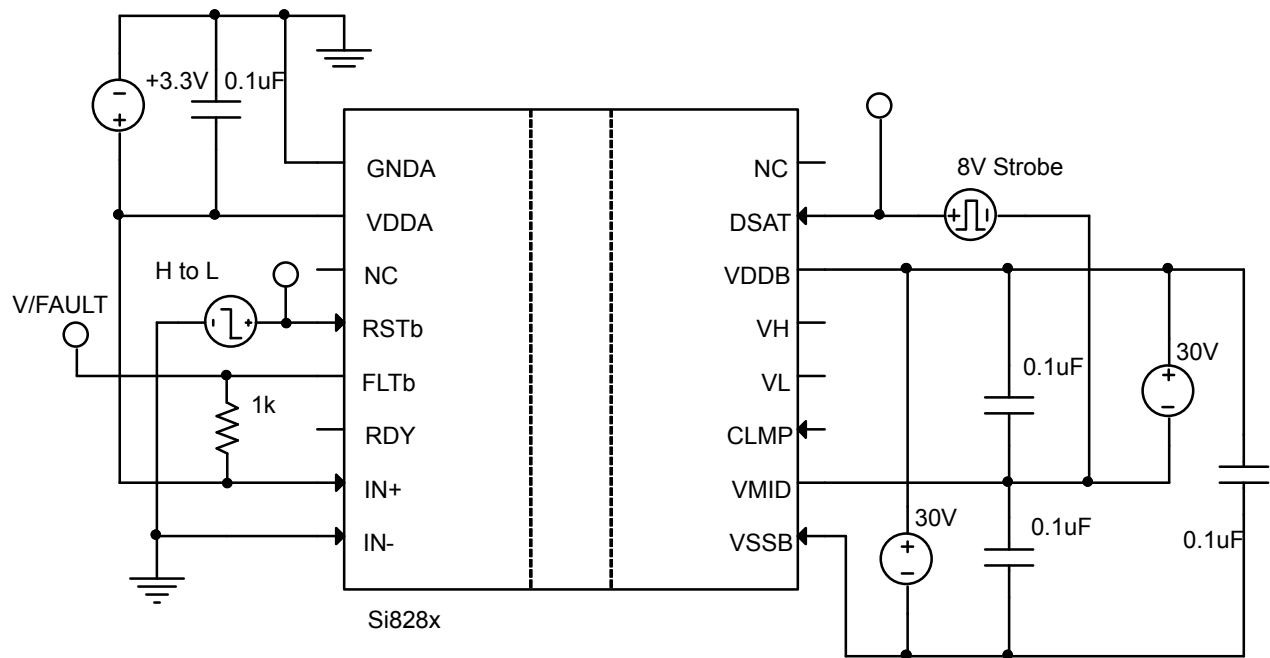 +3.3V
0.1uF
GNDA
VDDA
NC
RSTb
FLTb
RDY
IN+
IN-
H to L
V/FAULT
1k
NC
DSAT
VDDB
VH
VL
CLMP
VMID
VSSB
8V Strobe
0.1uF
30V
30V
0.1uF
0.1uF
Si828x